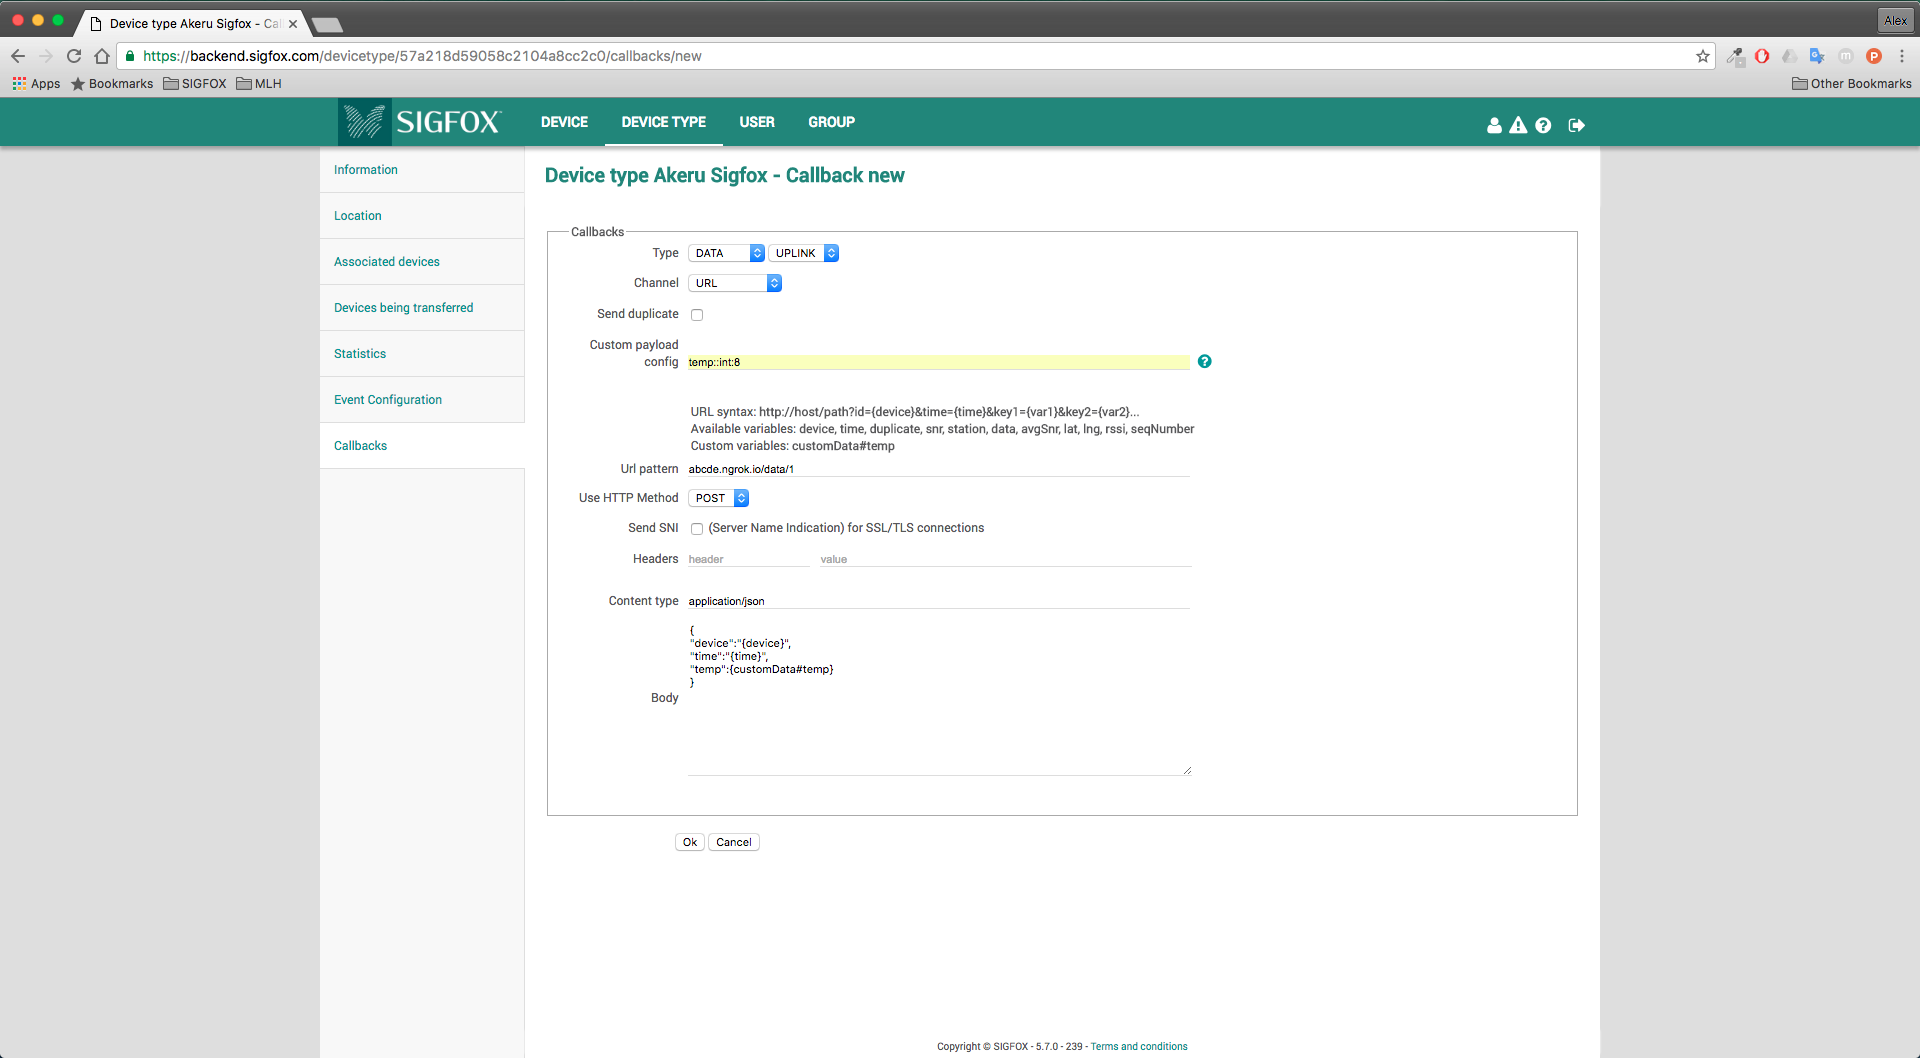 Device type Akeru Sigfox - Cal
Alex
https://backend.sigfox.com/devicetype/57a218d59058c2104a8cc2c0/callbacks/new
Apps Bookmarks SIGFOX MLH Other Bookmarks
SIGFOX DEVICE DEVICE TYPE USER GROUP
Information
Location
Associated devices
Devices being transferred
Statistics
Event Configuration
Callbacks
Device type Akeru Sigfox - Callback new
Callbacks
Type DATA UPLINK
Channel URL
Send duplicate
Custom payload
config temp::int:8
URL syntax: http://host/path?id={device}&time={time}&key1={var1}&key2={var2}...
Available variables: device, time, duplicate, snr, station, data, avgSnr, lat, lng, rssi, seqNumber
Custom variables: customData#temp
Url pattern abcde.ngrok.io/data/1
Use HTTP Method POST
Send SNI (Server Name Indication) for SSL/TLS connections
Headers header value
Content type application/json
{
"device":"{device}",
"time":"{time}",
"temp":{customData#temp}
}
Body
Ok Cancel
Copyright © SIGFOX - 5.7.0 - 239 - Terms and conditions